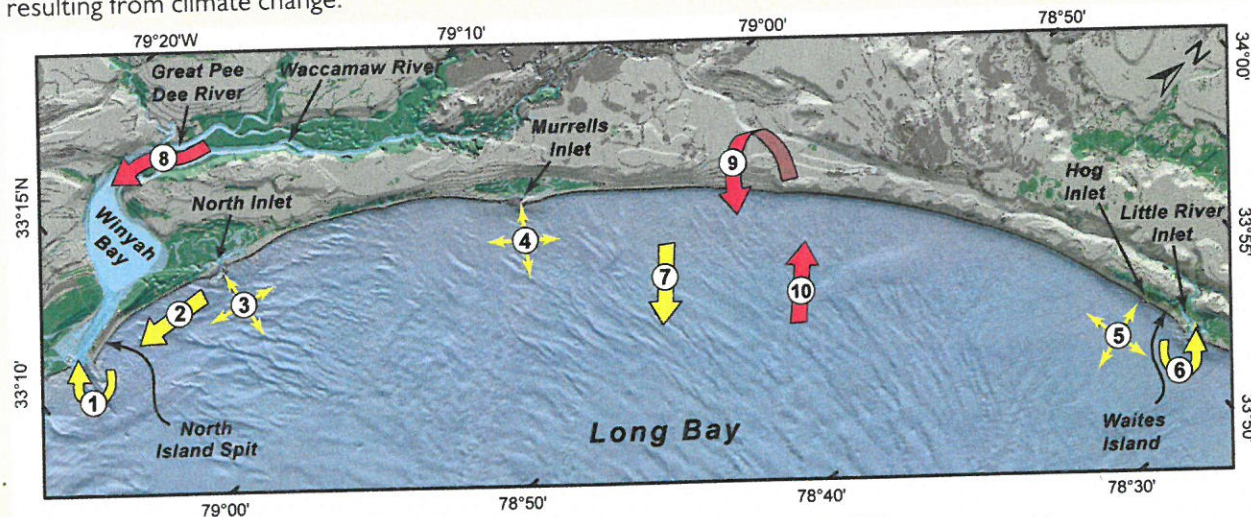 resulting from climate change.
79°20'W
79°10'
79°00'
78°50'
34°00'
N
Great Pee
Dee River
Waccamaw River
Murrells
Inlet
8
9
Hog
Inlet
33°15'N
North Inlet
Little River
Inlet
33°55'
Winyah
Bay
4
7
10
2
3
5
6
33°10'
1
North
Island Spit
Long Bay
Waites
Island
33°50'
79°00'
78°50'
78°40'
78°30'